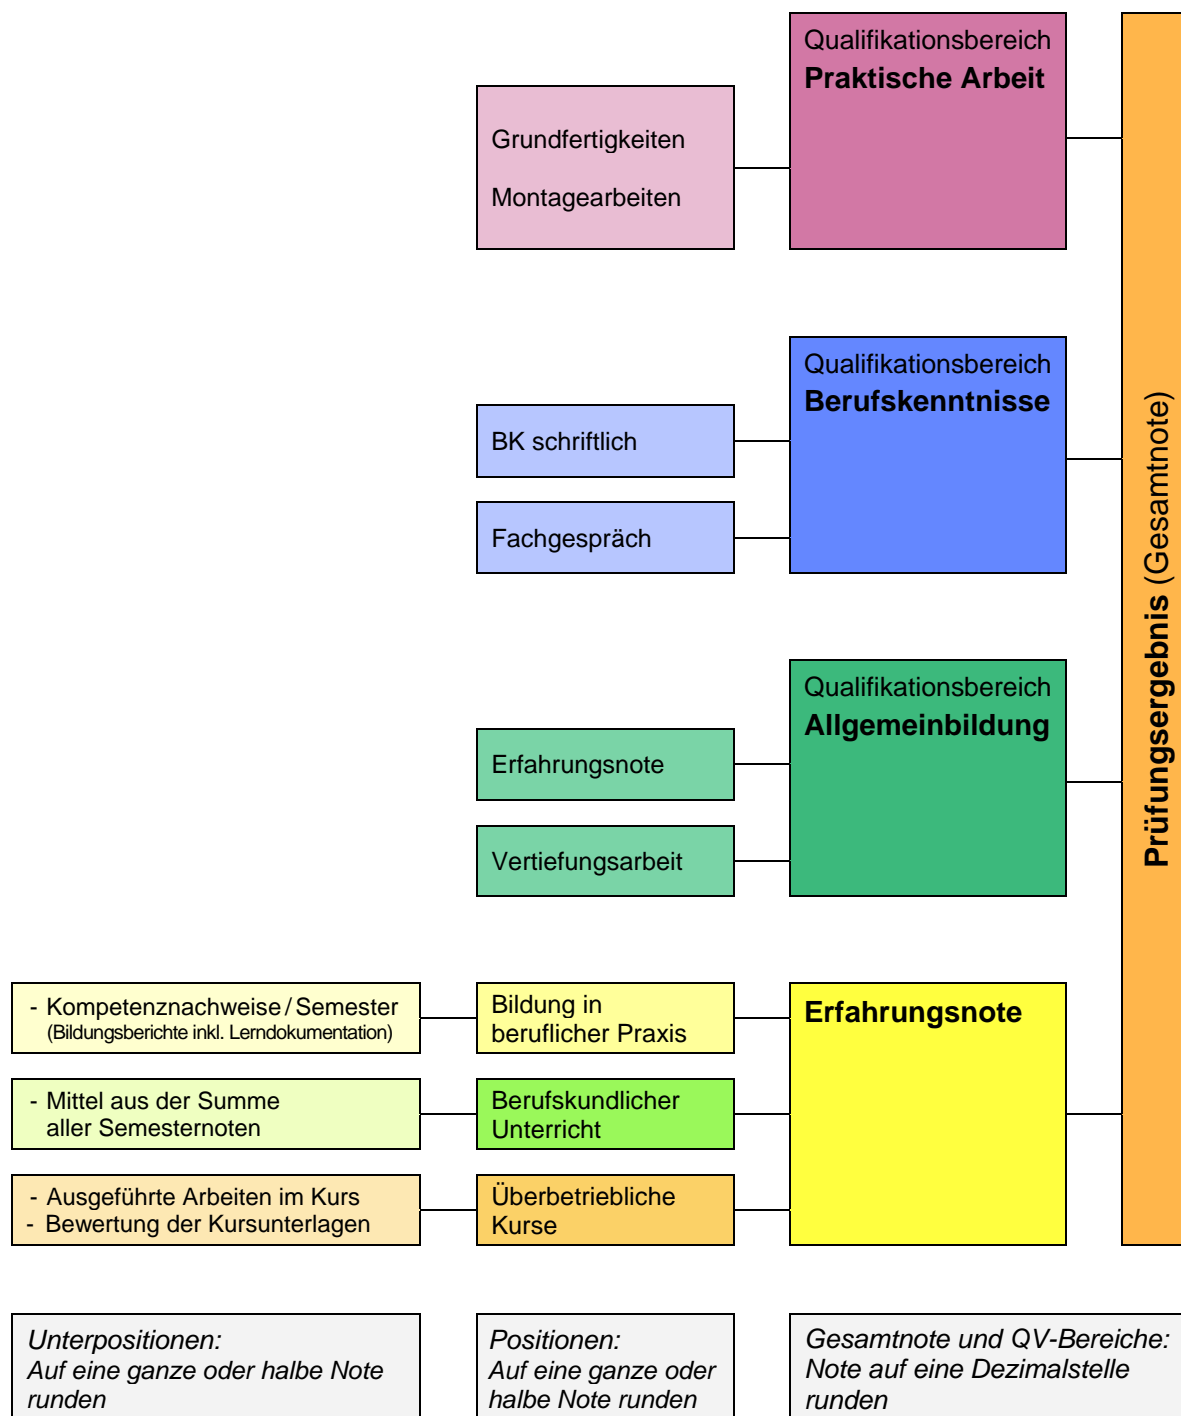 Qualifikationsbereich
Praktische Arbeit
Grundfertigkeiten
Montagearbeiten
Qualifikationsbereich
Berufskenntnisse
BK schriftlich
Fachgespräch
Qualifikationsbereich
Allgemeinbildung
Erfahrungsnote
Vertiefungsarbeit
Prüfungsergebnis (Gesamtnote)
- Kompetenznachweise / Semester
(Bildungsberichte inkl. Lerndokumentation)
Bildung in
beruflicher Praxis
Erfahrungsnote
- Mittel aus der Summe
aller Semesternoten
Berufskundlicher
Unterricht
- Ausgeführte Arbeiten im Kurs
- Bewertung der Kursunterlagen
Überbetriebliche
Kurse
Unterpositionen:
Auf eine ganze oder halbe Note
runden
Positionen:
Auf eine ganze oder
halbe Note runden
Gesamtnote und QV-Bereiche:
Note auf eine Dezimalstelle
runden